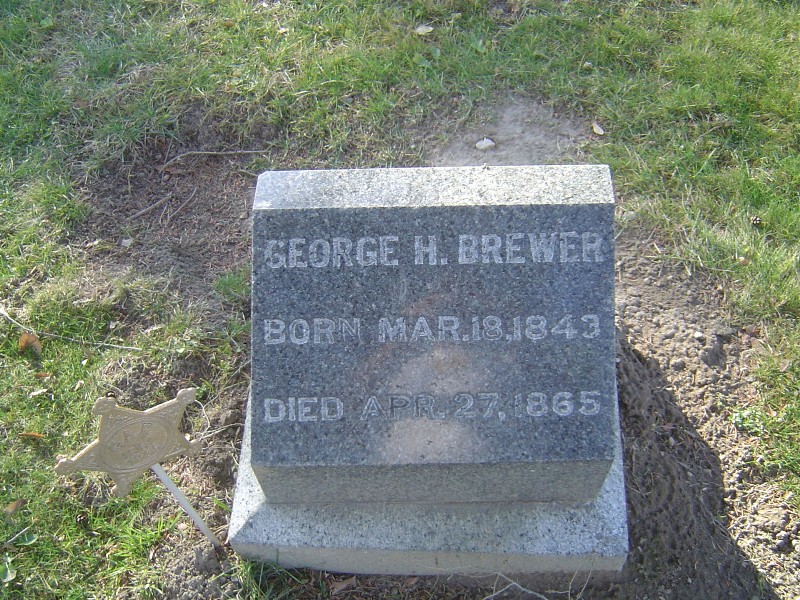 GEORGE H. BREWER
BORN MAR. 18, 1843
DIED APR. 27, 1865